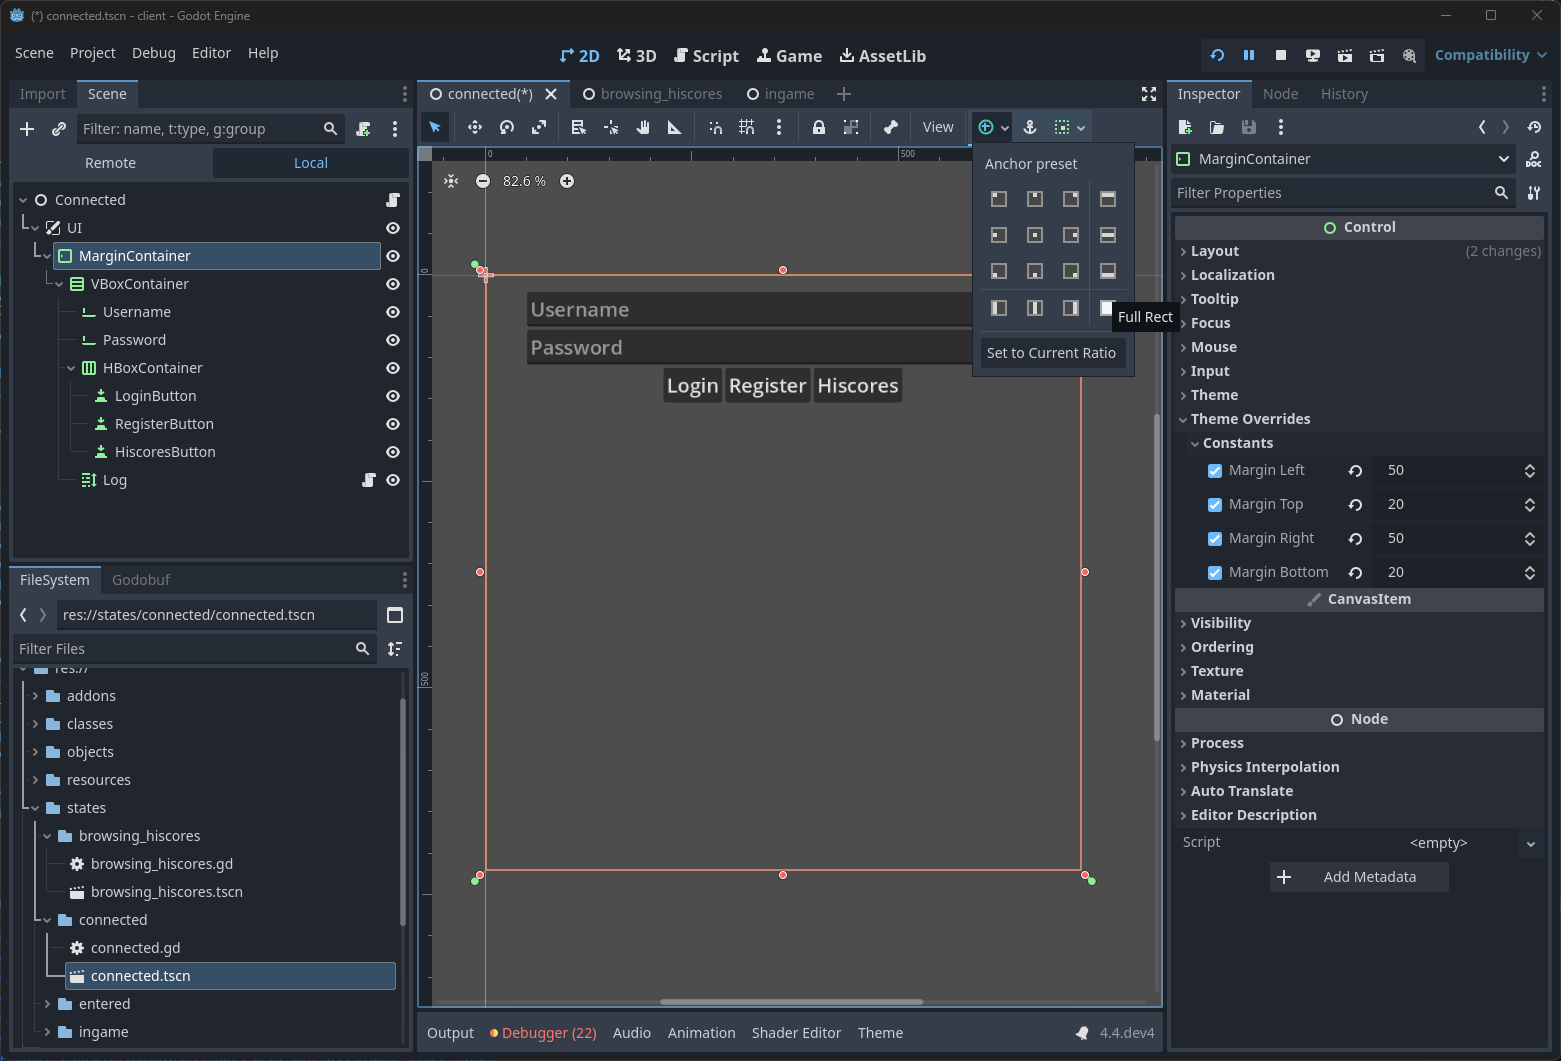 (*) connected.tscn - client - Godot Engine
Scene Project Debug Editor Help
2D 3D Script Game AssetLib
Compatibility
Import Scene
Filter: name, t:type, g:group
Remote Local
Connected
UI
MarginContainer
VBoxContainer
Username
Password
HBoxContainer
LoginButton
RegisterButton
HiscoresButton
Log
FileSystem Godobuf
res://states/connected/connected.tscn
Filter Files
res://
addons
classes
objects
resources
states
browsing_hiscores
browsing_hiscores.gd
browsing_hiscores.tscn
connected
connected.gd
connected.tscn
entered
ingame
connected(*) browsing_hiscores ingame
View
0 500
82.6 %
0
500
Username
Password
Login Register Hiscores
Anchor preset
Full Rect
Set to Current Ratio
Output Debugger (22) Audio Animation Shader Editor Theme 4.4.dev4
Inspector Node History
MarginContainer
Filter Properties
Control
Layout (2 changes)
Localization
Tooltip
Focus
Mouse
Input
Theme
Theme Overrides
Constants
Margin Left 50
Margin Top 20
Margin Right 50
Margin Bottom 20
CanvasItem
Visibility
Ordering
Texture
Material
Node
Process
Physics Interpolation
Auto Translate
Editor Description
Script <empty>
Add Metadata